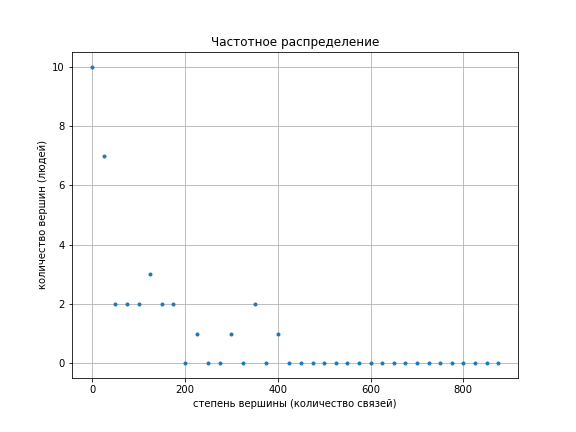 Частотное распределение
10
8
6
4
2
0
количество вершин (людей)
0 200 400 600 800
степень вершины (количество связей)